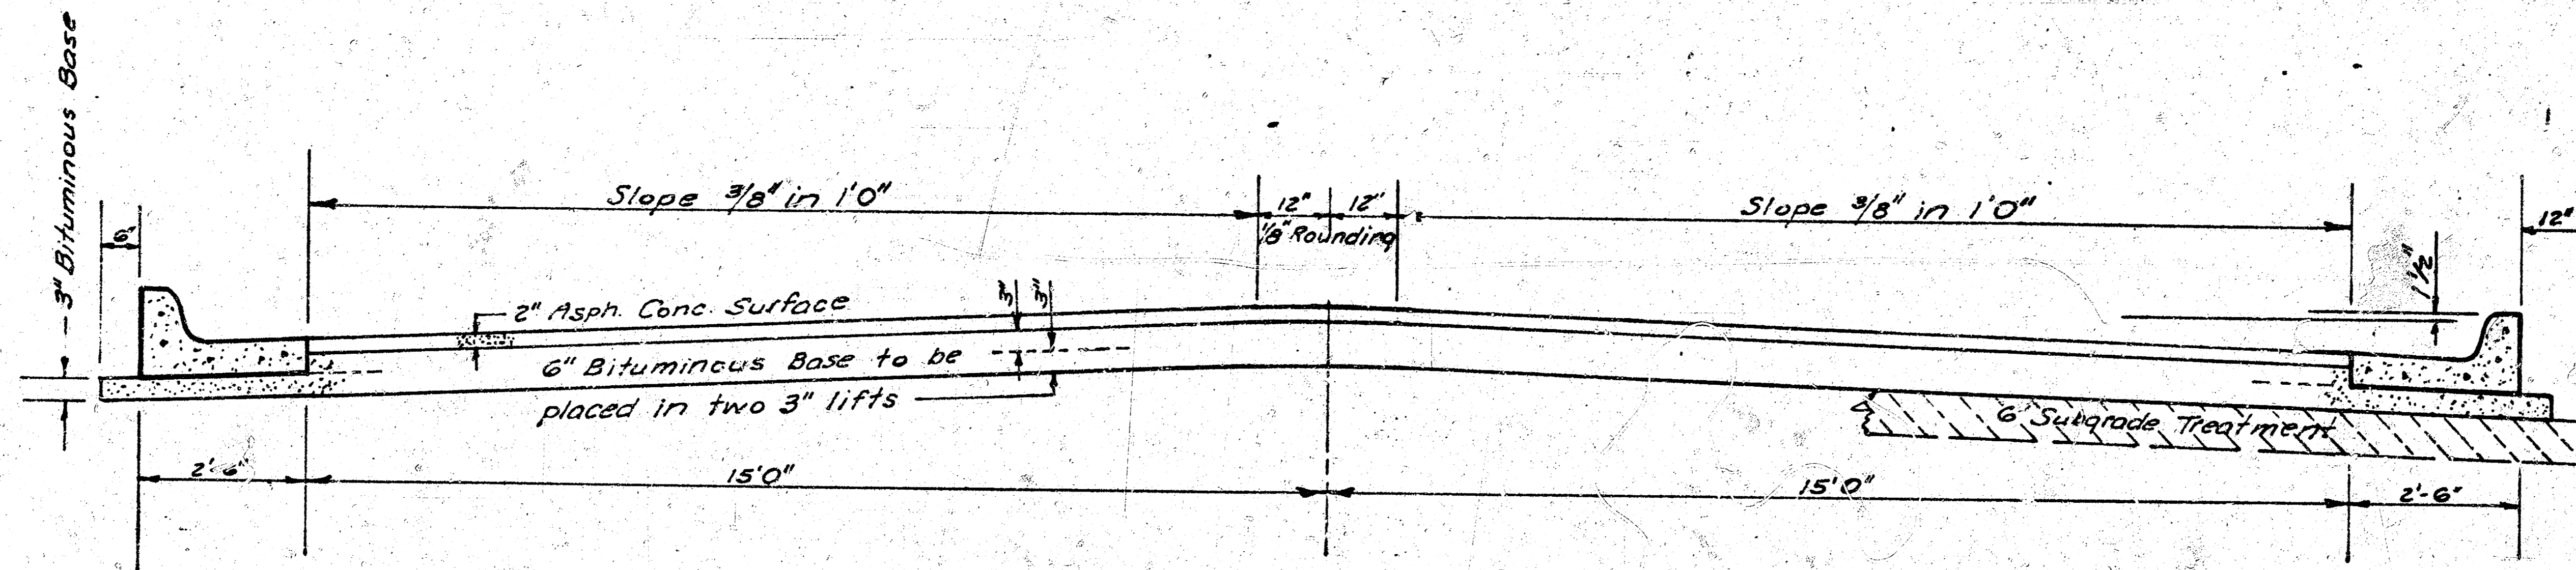 3" Bituminous Base
6"
Slope 3/8" in 1'0"
12" 12"
1/8" Rounding
Slope 3/8" in 1'0"
12"
1 1/2"
2" Asph. Conc. Surface
3" 3"
6" Bituminous Base to be
placed in two 3" lifts
6" Subgrade Treatment
2'-6"
15'0"
15'0"
2'-6"